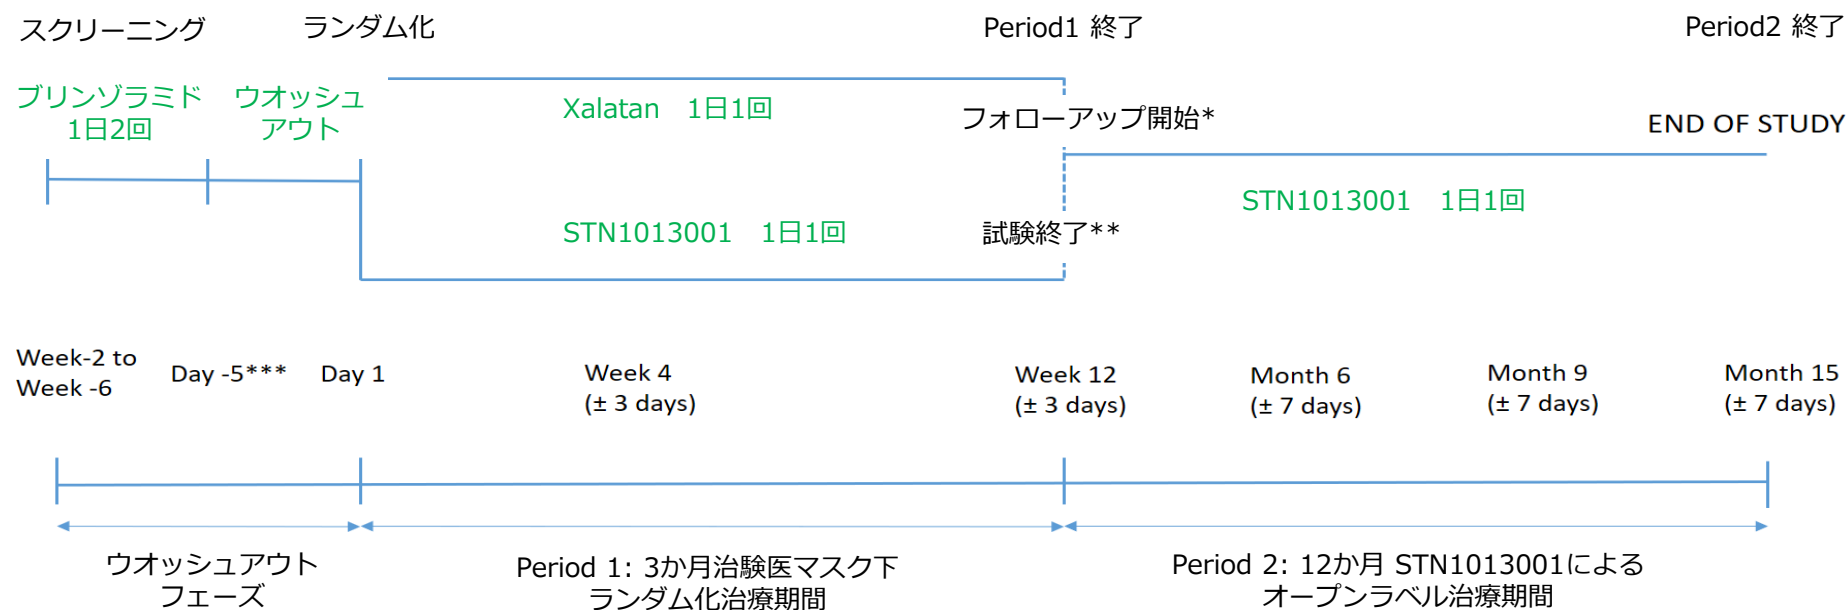 スクリーニング
ランダム化
Period1 終了
Period2 終了
ブリンゾラミド
1日2回
ウオッシュ
アウト
Xalatan 1日1回
フォローアップ開始*
END OF STUDY
STN1013001 1日1回
STN1013001 1日1回
試験終了**
Week-2 to
Week -6
Day -5***
Day 1
Week 4
(± 3 days)
Week 12
(± 3 days)
Month 6
(± 7 days)
Month 9
(± 7 days)
Month 15
(± 7 days)
ウオッシュアウト
フェーズ
Period 1: 3か月治験医マスク下
ランダム化治療期間
Period 2: 12か月 STN1013001による
オープンラベル治療期間